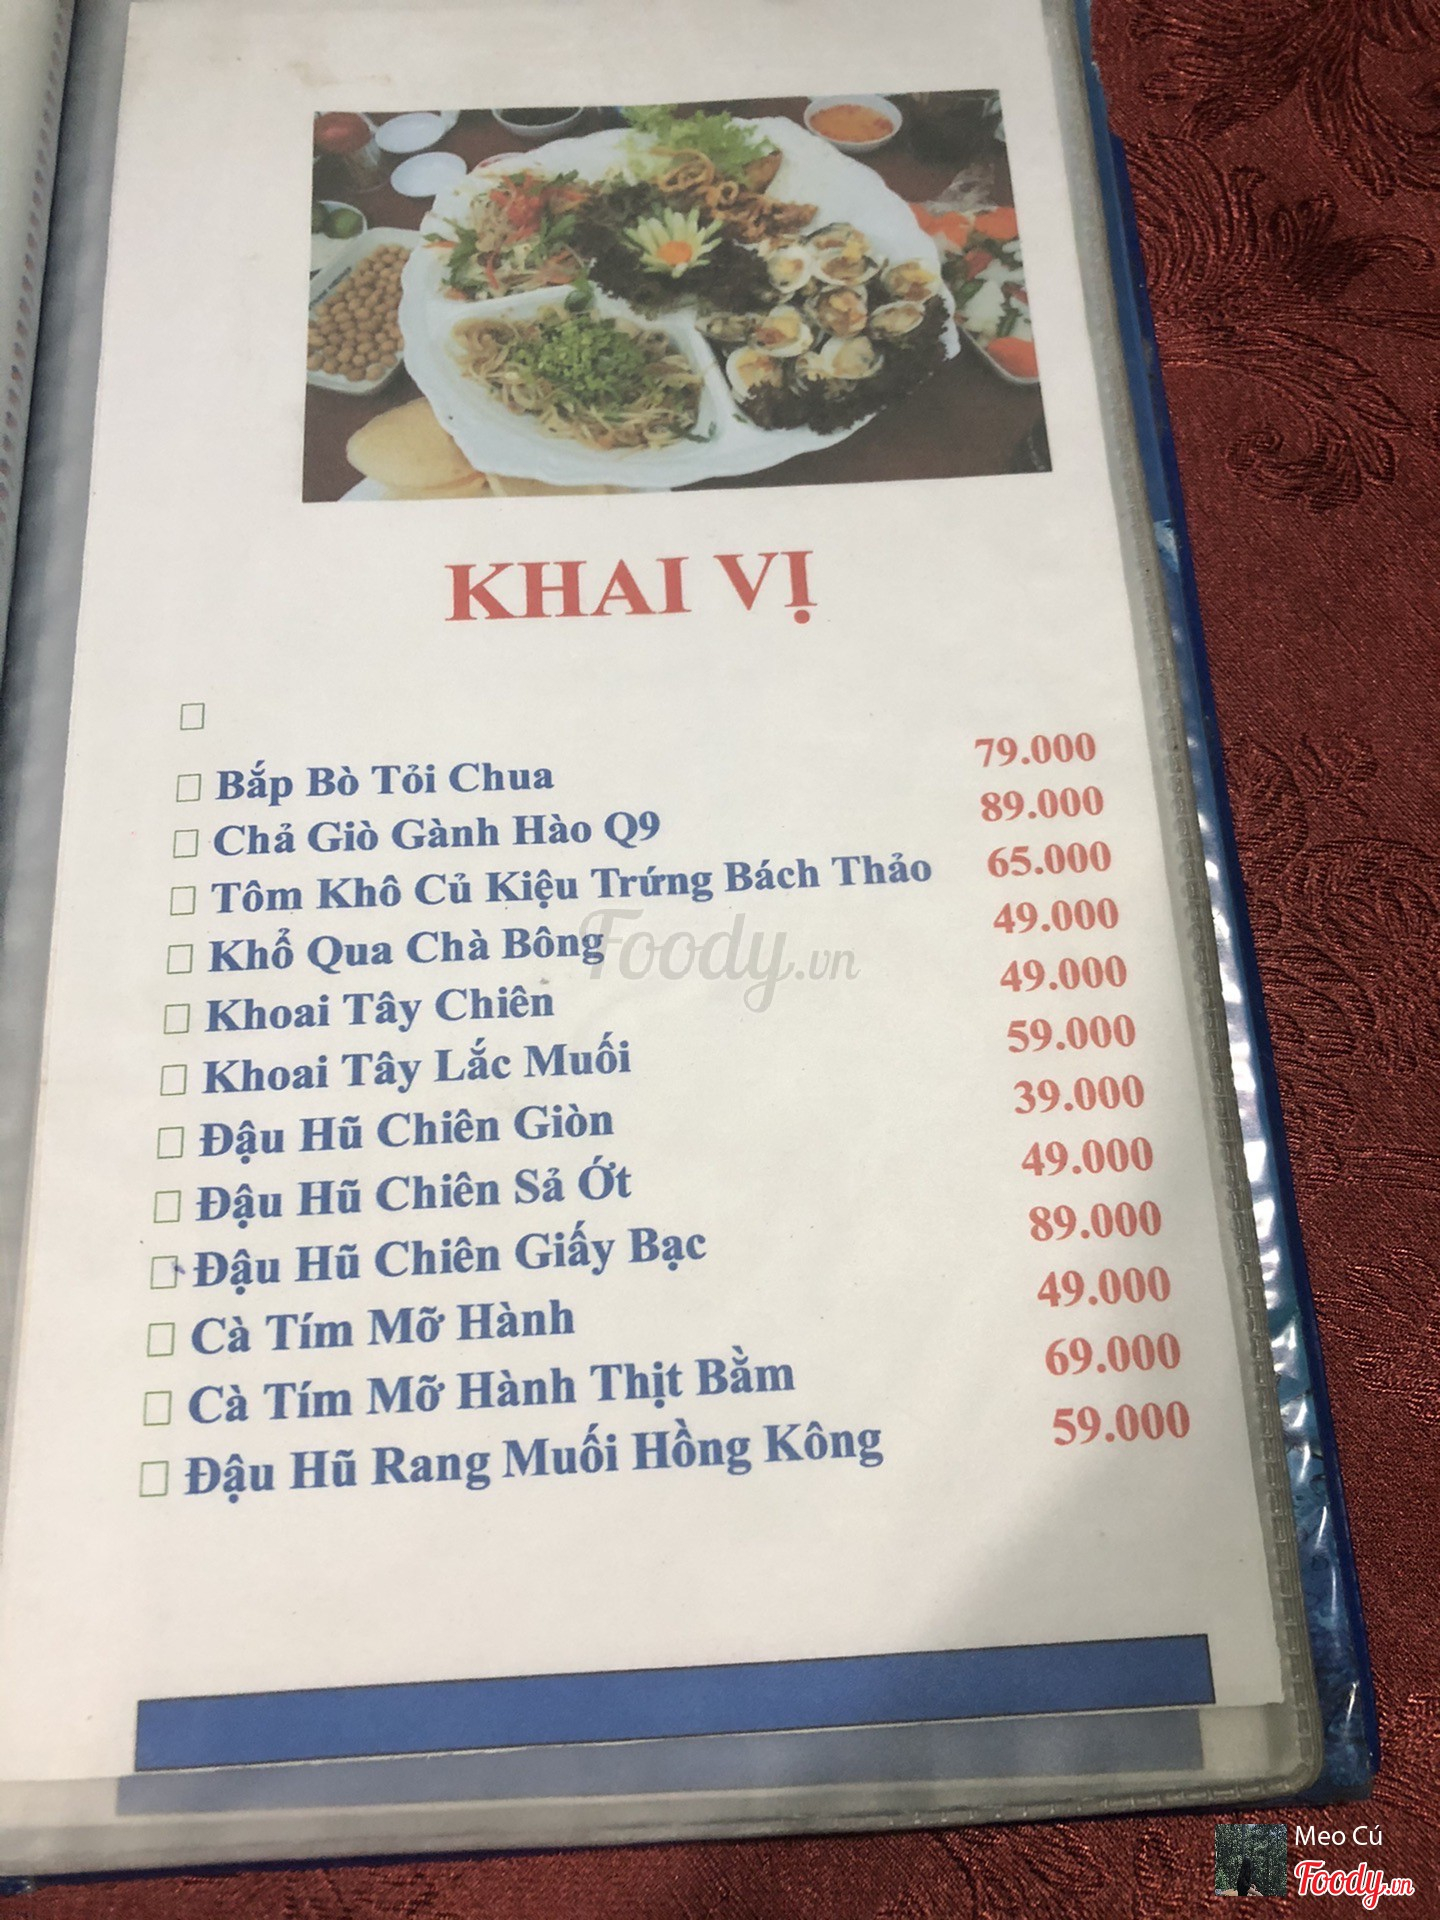 KHAI VỊ
Bắp Bò Tỏi Chua 79.000
Chả Giò Gành Hào Q9 89.000
Tôm Khô Củ Kiệu Trứng Bách Thảo 65.000
Khổ Qua Chà Bông 49.000
Khoai Tây Chiên 49.000
Khoai Tây Lắc Muối 59.000
Đậu Hũ Chiên Giòn 39.000
Đậu Hũ Chiên Sả Ớt 49.000
Đậu Hũ Chiên Giấy Bạc 89.000
Cà Tím Mỡ Hành 49.000
Cà Tím Mỡ Hành Thịt Bằm 69.000
Đậu Hũ Rang Muối Hồng Kông 59.000
Foody.vn
Meo Cú
Foody.vn